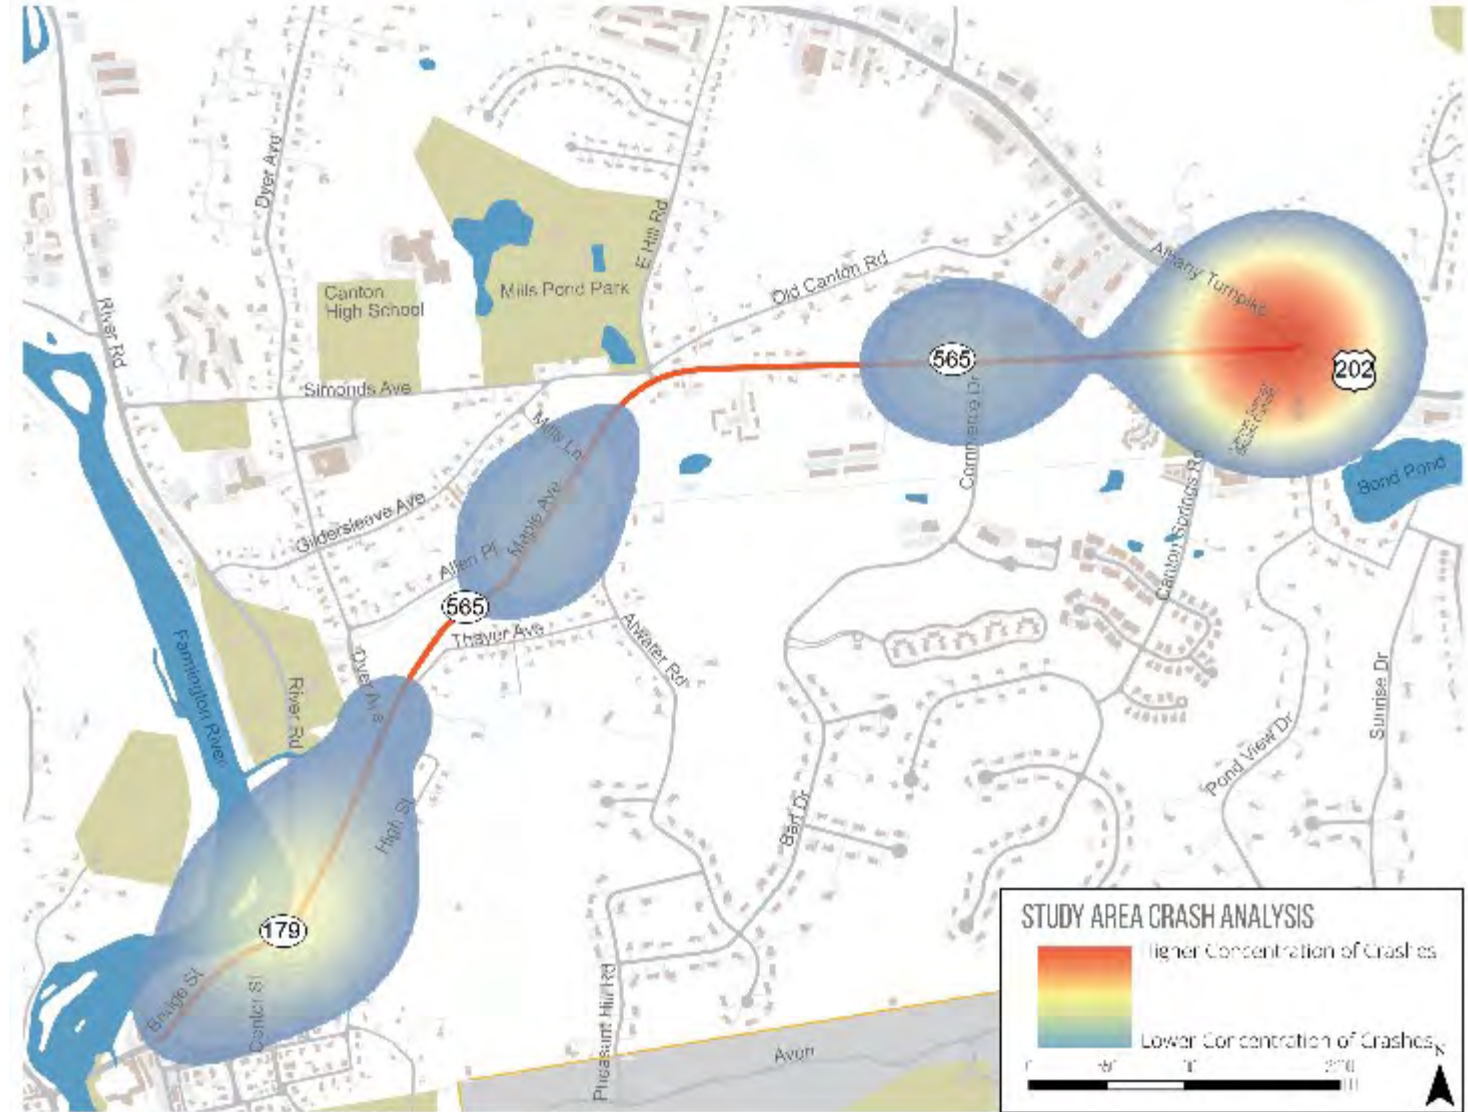 Dyer Ave
E Hill Rd
Albany Turnpike
Old Canton Rd
Mills Pond Park
Canton
High School
River Rd
565
202
Simonds Ave
Mills Ln
Commerce Dr
Bond Pond
Maple Ave
Gildersleave Ave
Allen Pl
Canton Springs Rd
565
Thayer Ave
Atwater Rd
Farmington River
River Rd
Dyer Ave
Sunrise Dr
Pond View Dr
High St
Bart Dr
179
Bridge St
Center St
Pheasant Hill Rd
Avon
STUDY AREA CRASH ANALYSIS
Higher Concentration of Crashes
Lower Concentration of Crashes
N